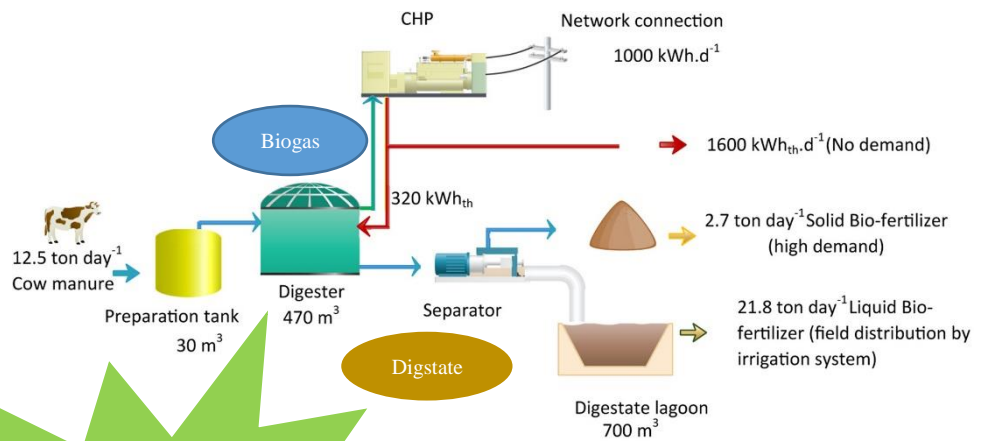 CHP
Network connection
1000 kWh.d⁻¹
Biogas
1600 kWhth.d⁻¹(No demand)
320 kWhth
12.5 ton day⁻¹
Cow manure
2.7 ton day⁻¹Solid Bio-fertilizer
(high demand)
Preparation tank
30 m³
Digester
470 m³
Separator
21.8 ton day⁻¹Liquid Bio-
fertilizer (field distribution by
irrigation system)
Digstate
Digestate lagoon
700 m³